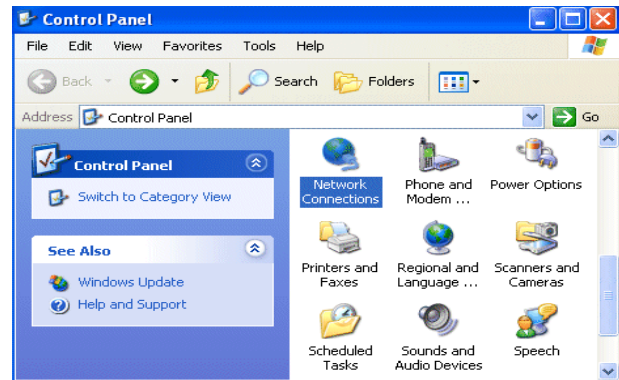 Control Panel
File Edit View Favorites Tools Help
Back Search Folders
Address Control Panel Go
Control Panel
Switch to Category View
See Also
Windows Update
Help and Support
Network Connections
Phone and Modem ...
Power Options
Printers and Faxes
Regional and Language ...
Scanners and Cameras
Scheduled Tasks
Sounds and Audio Devices
Speech